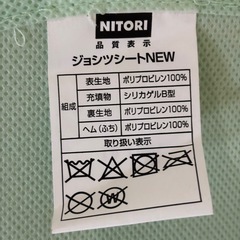 NITORI
品質表示
ジョシツシートNEW
組成
表生地 ポリプロピレン100%
充填物 シリカゲルB型
裏生地 ポリプロピレン100%
ヘム(ふち) ポリプロピレン100%
取り扱い表示
W